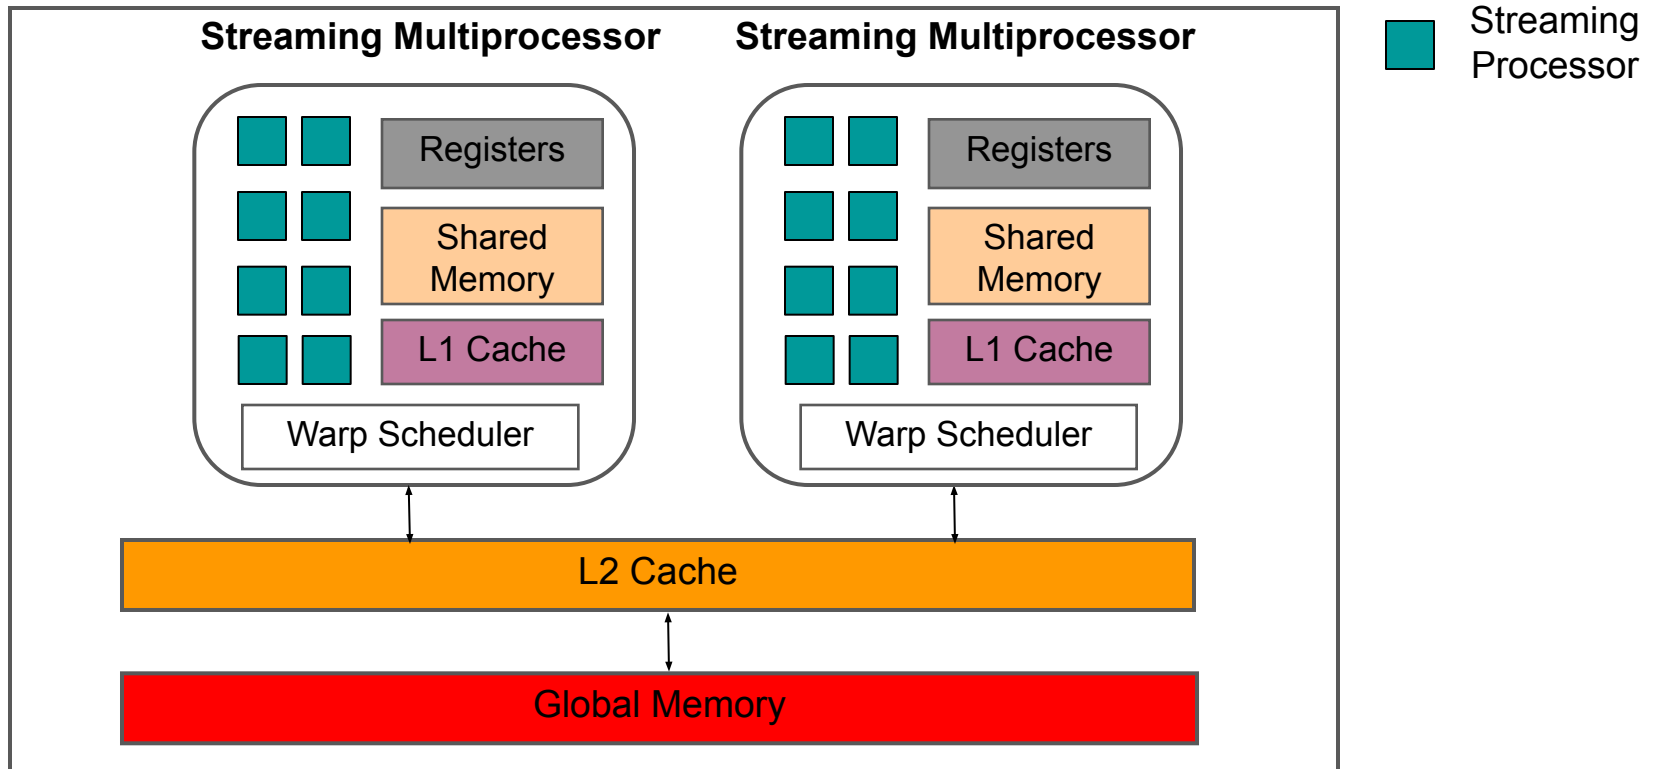 Streaming Multiprocessor
Registers
Shared
Memory
L1 Cache
Warp Scheduler
Streaming Multiprocessor
Registers
Shared
Memory
L1 Cache
Warp Scheduler
L2 Cache
Global Memory
Streaming
Processor